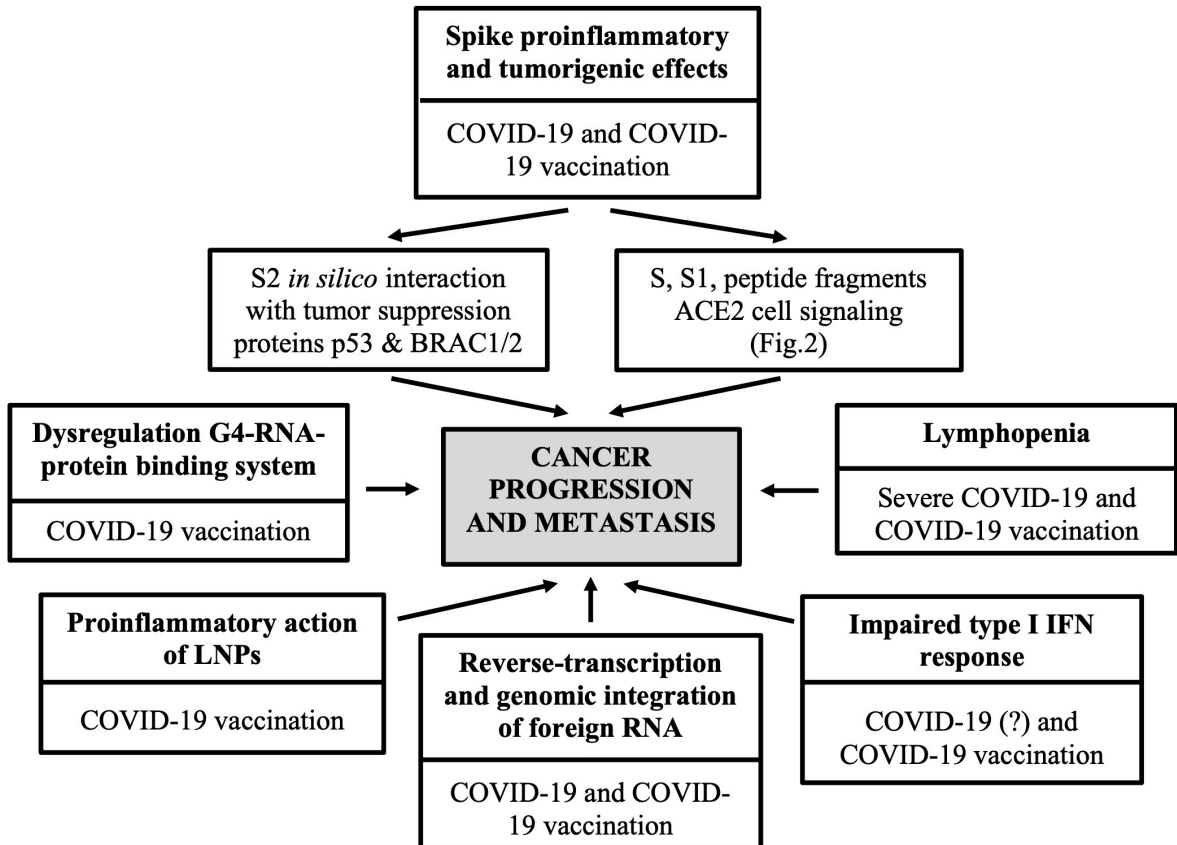 Spike proinflammatory
and tumorigenic effects
COVID-19 and COVID-
19 vaccination
S2 in silico interaction
with tumor suppression
proteins p53 & BRAC1/2
S, S1, peptide fragments
ACE2 cell signaling
(Fig.2)
Dysregulation G4-RNA-
protein binding system
COVID-19 vaccination
CANCER
PROGRESSION
AND METASTASIS
Lymphopenia
Severe COVID-19 and
COVID-19 vaccination
Proinflammatory action
of LNPs
COVID-19 vaccination
Reverse-transcription
and genomic integration
of foreign RNA
COVID-19 and COVID-
19 vaccination
Impaired type I IFN
response
COVID-19 (?) and
COVID-19 vaccination